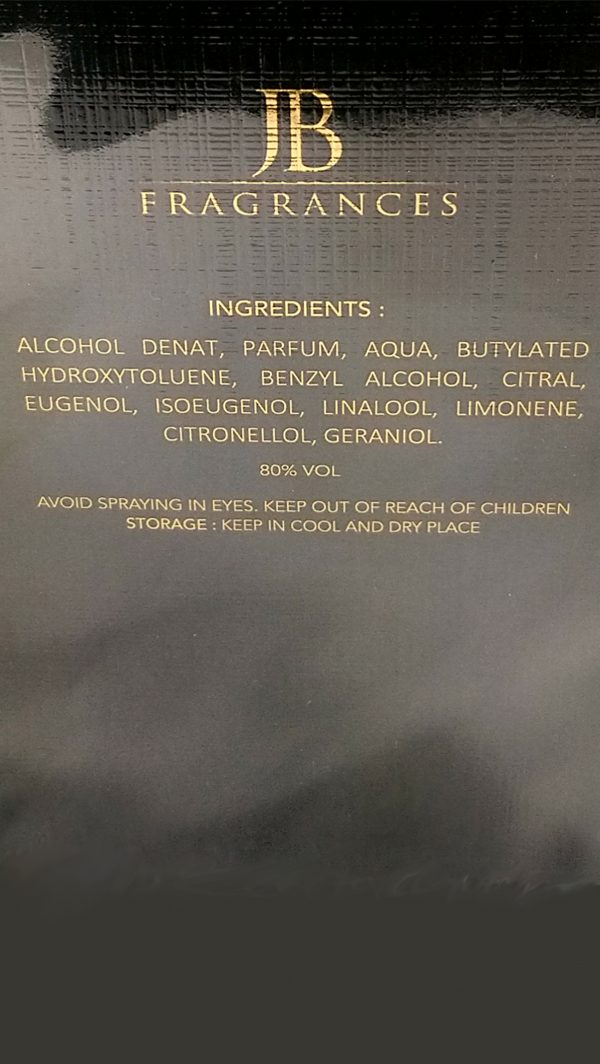 JB
FRAGRANCES
INGREDIENTS :
ALCOHOL DENAT, PARFUM, AQUA, BUTYLATED
HYDROXYTOLUENE, BENZYL ALCOHOL, CITRAL,
EUGENOL, ISOEUGENOL, LINALOOL, LIMONENE,
CITRONELLOL, GERANIOL.
80% VOL
AVOID SPRAYING IN EYES. KEEP OUT OF REACH OF CHILDREN
STORAGE : KEEP IN COOL AND DRY PLACE